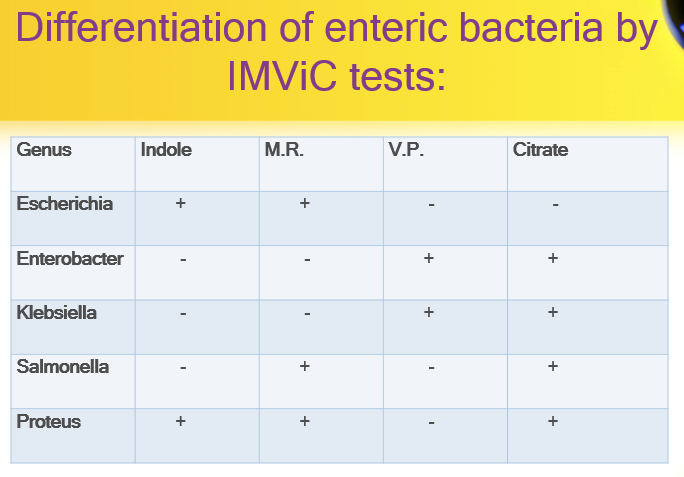 Differentiation of enteric bacteria by
IMViC tests:
Genus Indole M.R. V.P. Citrate
Escherichia + + - -
Enterobacter - - + +
Klebsiella - - + +
Salmonella - + - +
Proteus + + - +